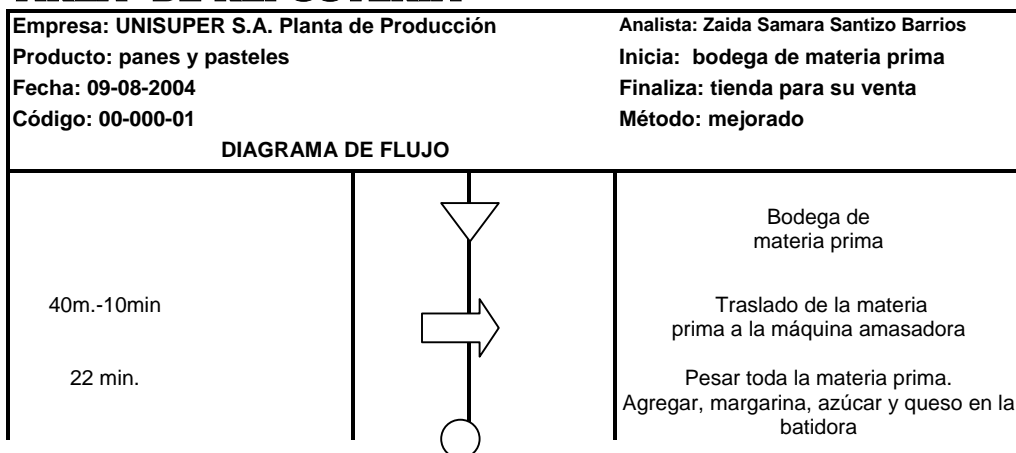 Empresa: UNISUPER S.A. Planta de Producción
Analista: Zaida Samara Santizo Barrios
Producto: panes y pasteles
Inicia: bodega de materia prima
Fecha: 09-08-2004
Finaliza: tienda para su venta
Código: 00-000-01
Método: mejorado
DIAGRAMA DE FLUJO
Bodega de
materia prima
40m.-10min
Traslado de la materia
prima a la máquina amasadora
22 min.
Pesar toda la materia prima.
Agregar, margarina, azúcar y queso en la
batidora